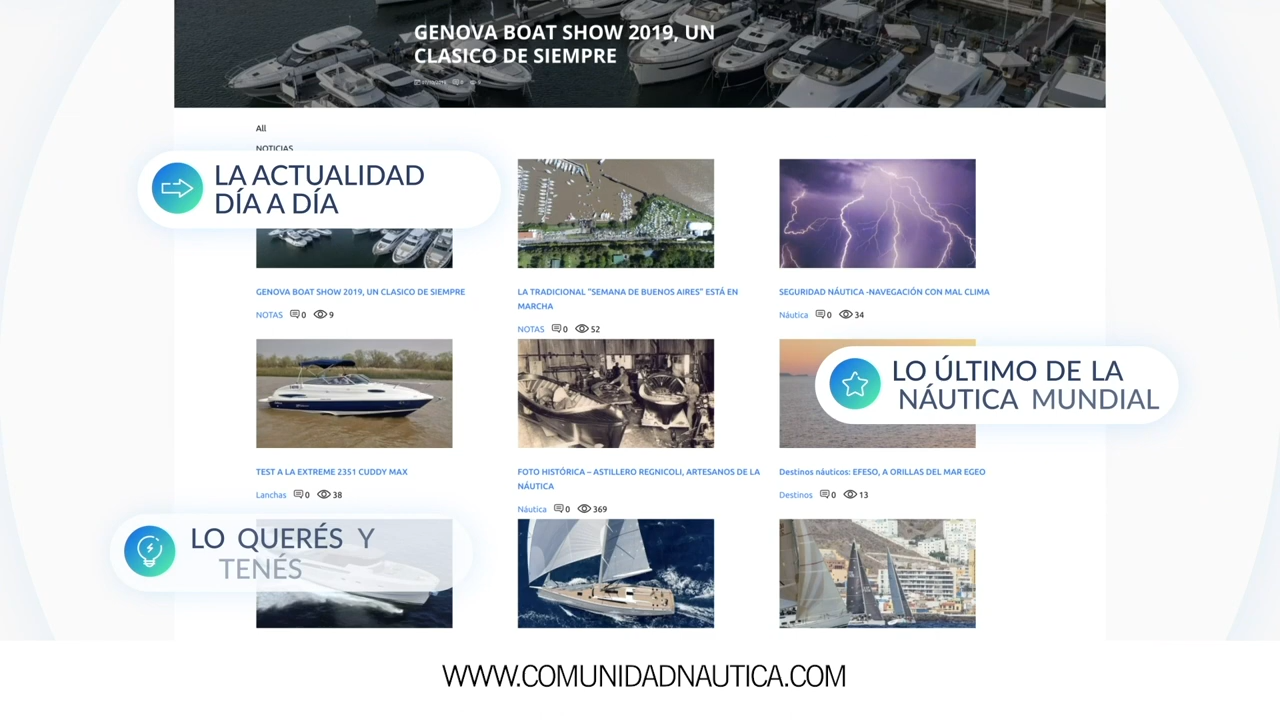 GENOVA BOAT SHOW 2019, UN
CLASICO DE SIEMPRE
All
NOTICIAS
LA ACTUALIDAD
DÍA A DÍA
GENOVA BOAT SHOW 2019, UN CLASICO DE SIEMPRE
NOTAS 0 9
LA TRADICIONAL "SEMANA DE BUENOS AIRES" ESTÁ EN
MARCHA
NOTAS 0 52
SEGURIDAD NÁUTICA -NAVEGACIÓN CON MAL CLIMA
Náutica 0 34
LO ÚLTIMO DE LA
NÁUTICA MUNDIAL
TEST A LA EXTREME 2351 CUDDY MAX
Lanchas 0 38
FOTO HISTÓRICA – ASTILLERO REGNICOLI, ARTESANOS DE LA
NÁUTICA
Náutica 0 369
Destinos náuticos: EFESO, A ORILLAS DEL MAR EGEO
Destinos 0 13
LO QUERÉS Y
TENÉS
WWW.COMUNIDADNAUTICA.COM